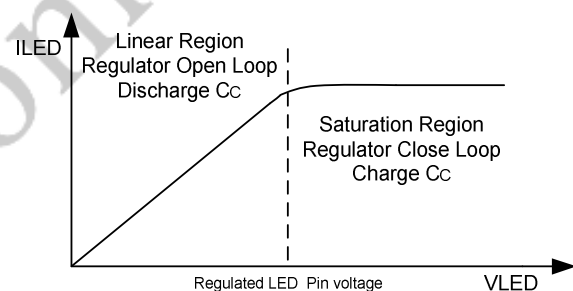 ILED
Linear Region
Regulator Open Loop
Discharge Cc
Saturation Region
Regulator Close Loop
Charge Cc
Regulated LED Pin voltage
VLED